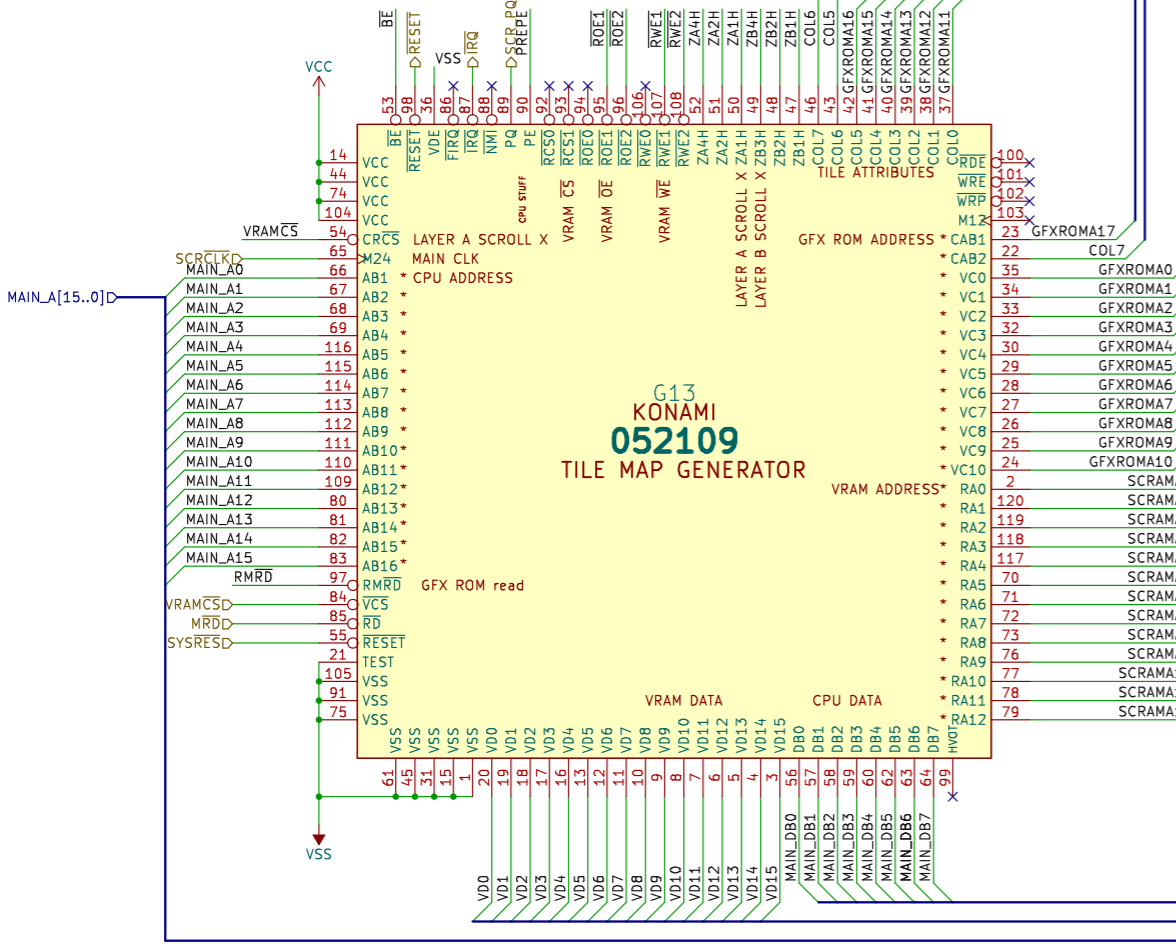 BE
RESET
VSS
IRQ
SCR_PQ
PREPE
ROE1
ROE2
RWE1
RWE2
ZA4H
ZA2H
ZA1H
ZB4H
ZB2H
ZB1H
COL6
COL5
GFXROMA16
GFXROMA15
GFXROMA14
GFXROMA13
GFXROMA12
GFXROMA11
VCC
53 98 36 86 87 88 89 90 92 93 94 95 96 106 107 108 52 51 50 49 48 47 46 43 42 41 40 39 38 37
BE RESET VDE FIRQ IRQ NMI PQ PE RCS0 RCS1 ROE0 ROE1 ROE2 RWE0 RWE1 RWE2 ZA4H ZA2H ZA1H ZB3H ZB2H ZB1H COL7 COL6 COL5 COL4 COL3 COL2 COL1 COL0
CPU STUFF
VRAM CS
VRAM OE
VRAM WE
LAYER A SCROLL X
LAYER B SCROLL X
TILE ATTRIBUTES
14 VCC
44 VCC
74 VCC
104 VCC
VRAMCS 54 CRCS LAYER A SCROLL X
SCRCLK 65 M24 MAIN CLK
MAIN_A[15..0]
MAIN_A0 66 AB1 * CPU ADDRESS
MAIN_A1 67 AB2 *
MAIN_A2 68 AB3 *
MAIN_A3 69 AB4 *
MAIN_A4 116 AB5 *
MAIN_A5 115 AB6 *
MAIN_A6 114 AB7 *
MAIN_A7 113 AB8 *
MAIN_A8 112 AB9 *
MAIN_A9 111 AB10 *
MAIN_A10 110 AB11 *
MAIN_A11 109 AB12 *
MAIN_A12 80 AB13 *
MAIN_A13 81 AB14 *
MAIN_A14 82 AB15 *
MAIN_A15 83 AB16 *
RMRD 97 RMRD GFX ROM read
VRAMCS 84 VCS
MRD 85 RD
SYSRES 55 RESET
21 TEST
105 VSS
91 VSS
75 VSS
G13
KONAMI
052109
TILE MAP GENERATOR
RDE 100
WRE 101
WRP 102
M12 103
GFX ROM ADDRESS * CAB1 23 GFXROMA17
* CAB2 22 COL7
* VC0 35 GFXROMA0
* VC1 34 GFXROMA1
* VC2 33 GFXROMA2
* VC3 32 GFXROMA3
* VC4 30 GFXROMA4
* VC5 29 GFXROMA5
* VC6 28 GFXROMA6
* VC7 27 GFXROMA7
* VC8 26 GFXROMA8
* VC9 25 GFXROMA9
* VC10 24 GFXROMA10
VRAM ADDRESS * RA0 2 SCRAMA
* RA1 120 SCRAMA
* RA2 119 SCRAMA
* RA3 118 SCRAMA
* RA4 117 SCRAMA
* RA5 70 SCRAMA
* RA6 71 SCRAMA
* RA7 72 SCRAMA
* RA8 73 SCRAMA
* RA9 76 SCRAMA
* RA10 77 SCRAMA
* RA11 78 SCRAMA
* RA12 79 SCRAMA
VRAM DATA
CPU DATA
VSS VSS VSS VSS VSS VD0 VD1 VD2 VD3 VD4 VD5 VD6 VD7 VD8 VD9 VD10 VD11 VD12 VD13 VD14 VD15 DB0 DB1 DB2 DB3 DB4 DB5 DB6 DB7 HVOT
61 45 31 15 1 20 19 18 17 16 13 12 11 10 9 8 7 6 5 4 3 56 57 58 59 60 62 63 64 99
VSS
VD0 VD1 VD2 VD3 VD4 VD5 VD6 VD7 VD8 VD9 VD10 VD11 VD12 VD13 VD14 VD15
MAIN_DB0 MAIN_DB1 MAIN_DB2 MAIN_DB3 MAIN_DB4 MAIN_DB5 MAIN_DB6 MAIN_DB7